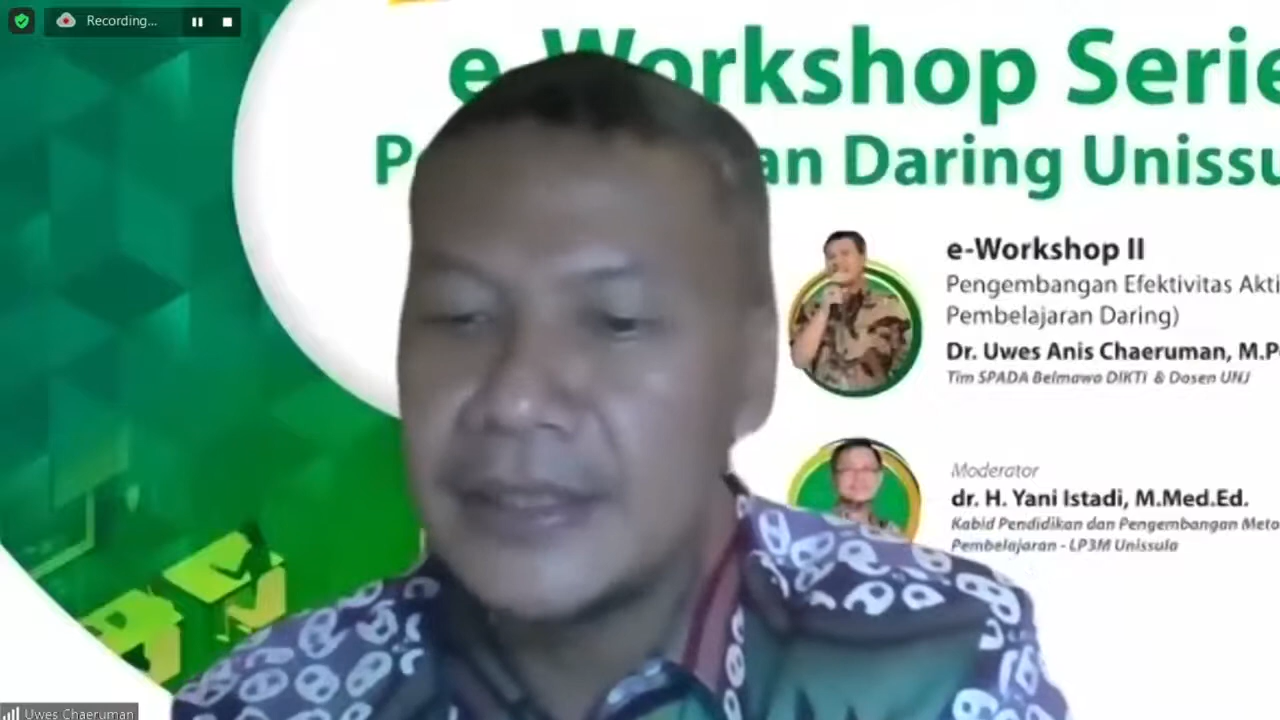 Recording...
e-Workshop Serie
P an Daring Unissu
e-Workshop II
Pengembangan Efektivitas Akti
Pembelajaran Daring)
Dr. Uwes Anis Chaeruman, M.P
Tim SPADA Belmawa DIKTI & Dosen UNJ
Moderator
dr. H. Yani Istadi, M.Med.Ed.
Kabid Pendidikan dan Pengembangan Meto
Pembelajaran - LP3M Unissula
Uwes Chaeruman